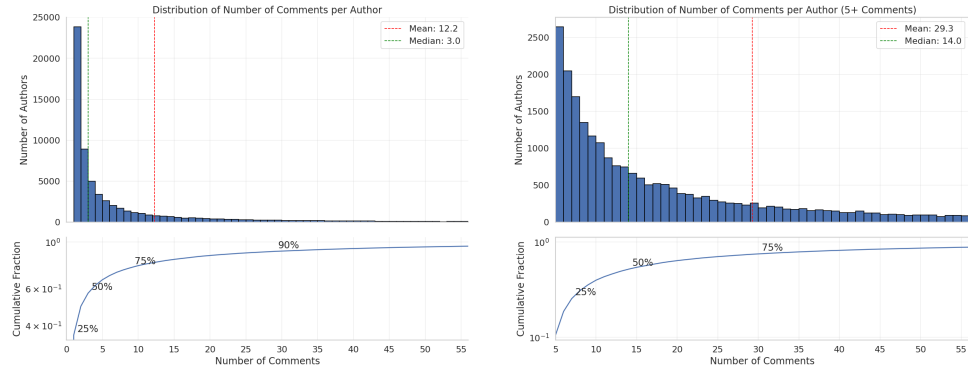 Distribution of Number of Comments per Author
Mean: 12.2
Median: 3.0
Number of Authors
25000
20000
15000
10000
5000
0
Cumulative Fraction
10⁰
6 × 10⁻¹
4 × 10⁻¹
25%
50%
75%
90%
0 5 10 15 20 25 30 35 40 45 50 55
Number of Comments
Distribution of Number of Comments per Author (5+ Comments)
Mean: 29.3
Median: 14.0
Number of Authors
2500
2000
1500
1000
500
0
Cumulative Fraction
10⁰
10⁻¹
25%
50%
75%
5 10 15 20 25 30 35 40 45 50 55
Number of Comments